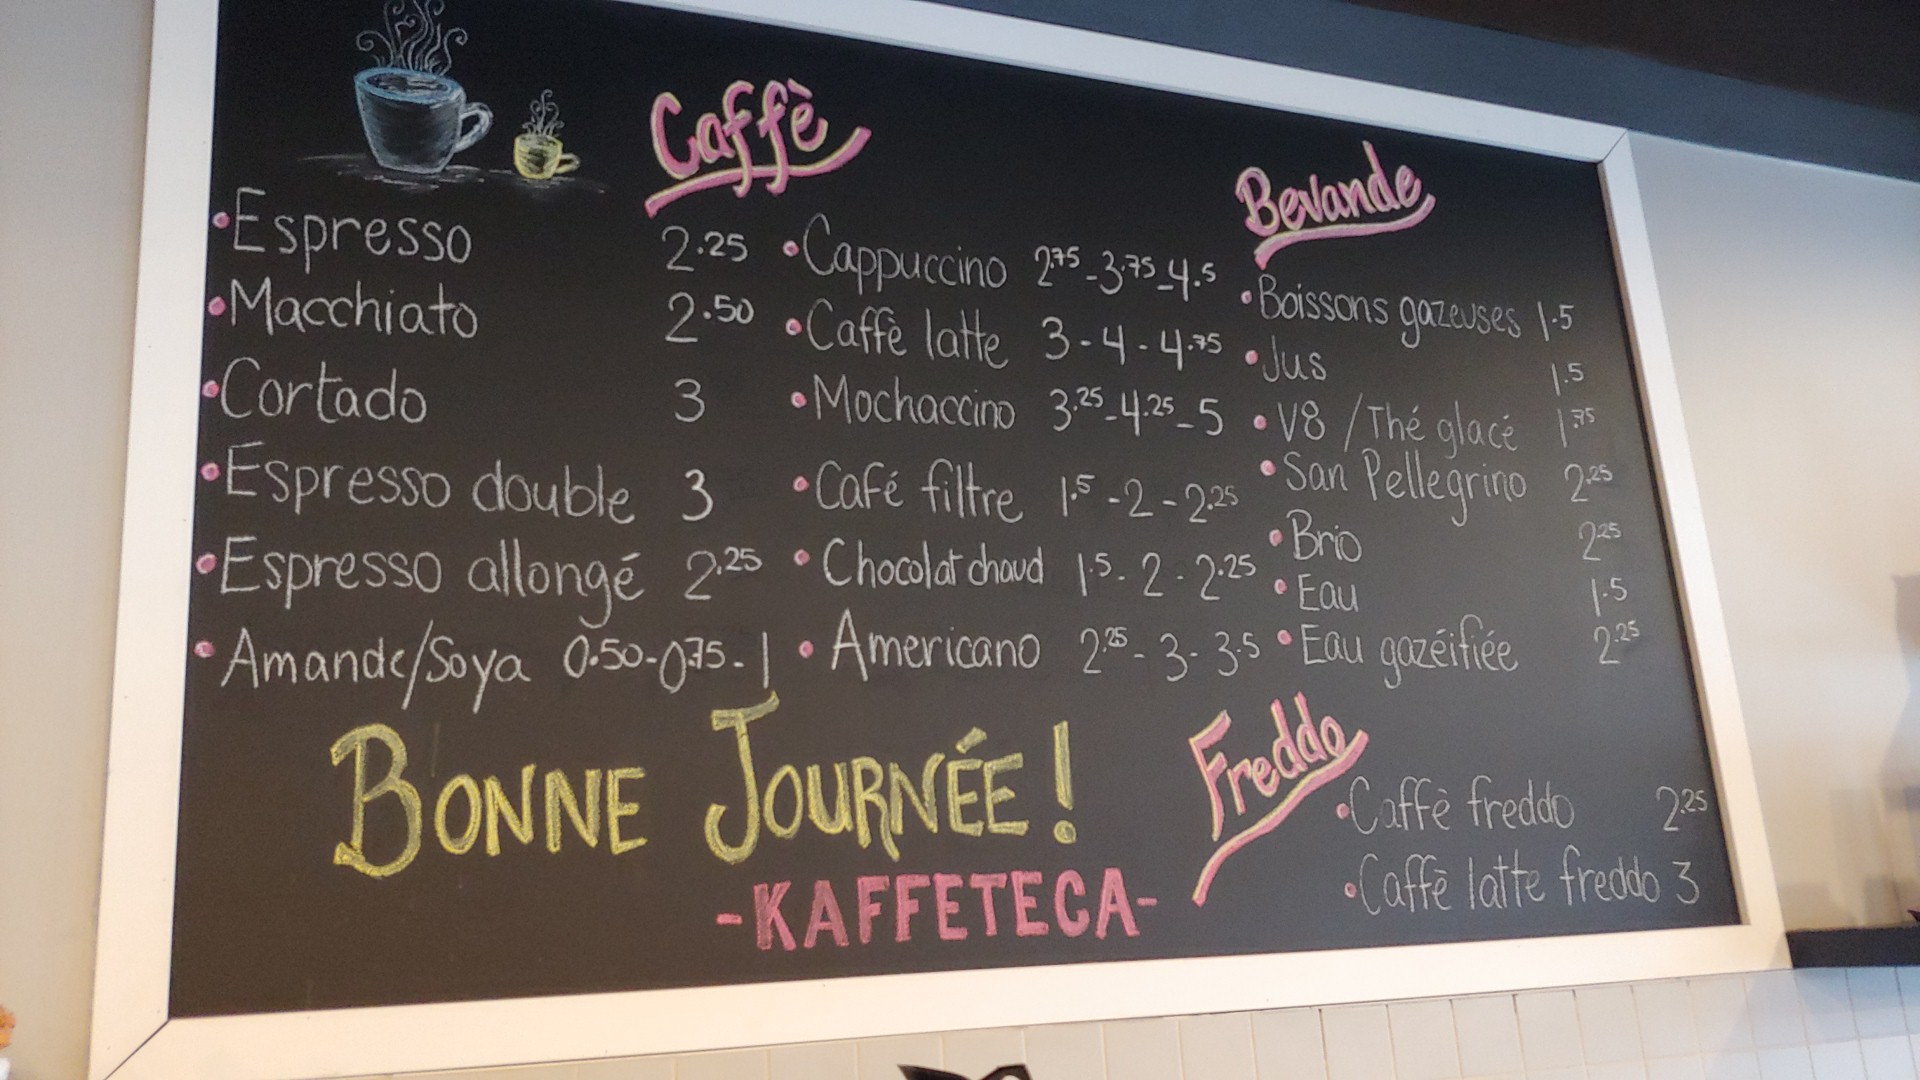 Caffè
•Espresso 2.25
•Macchiato 2.50
•Cortado 3
•Espresso double 3
•Espresso allongé 2.25
•Amande/Soya 0.50-0.75-1
•Cappuccino 2.75-3.75-4.5
•Caffè latte 3-4-4.75
•Mochaccino 3.25-4.25-5
•Café filtre 1.5-2-2.25
•Chocolat chaud 1.5-2-2.25
•Americano 2.25-3-3.5
Bevande
•Boissons gazeuses 1.5
•Jus 1.5
•V8/Thé glacé 1.75
•San Pellegrino 2.25
•Brio 2.25
•Eau 1.5
•Eau gazéifiée 2.25
Freddo
•Caffè freddo 2.25
•Caffè latte freddo 3
BONNE JOURNÉE!
-KAFFETECA-